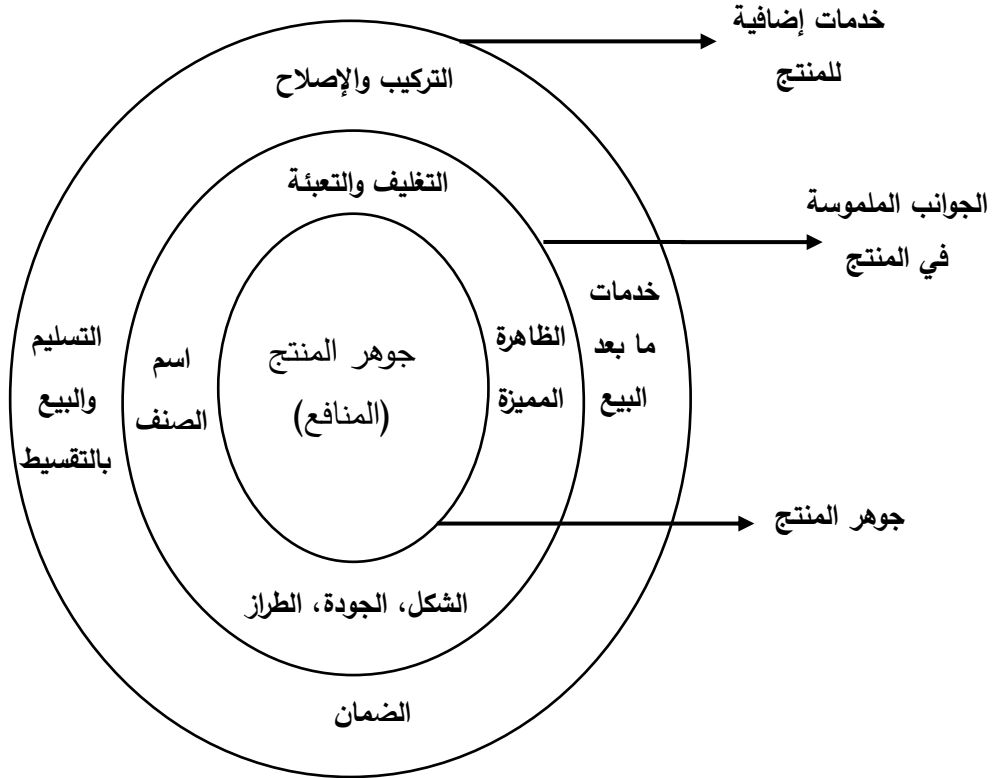 خدمات إضافية
للمنتج
التركيب والإصلاح
التغليف والتعبئة
الجوانب الملموسة
في المنتج
خدمات
ما بعد
البيع
الظاهرة
المميزة
جوهر المنتج
(المنافع)
اسم
الصنف
التسليم
والبيع
بالتقسيط
جوهر المنتج
الشكل، الجودة، الطراز
الضمان